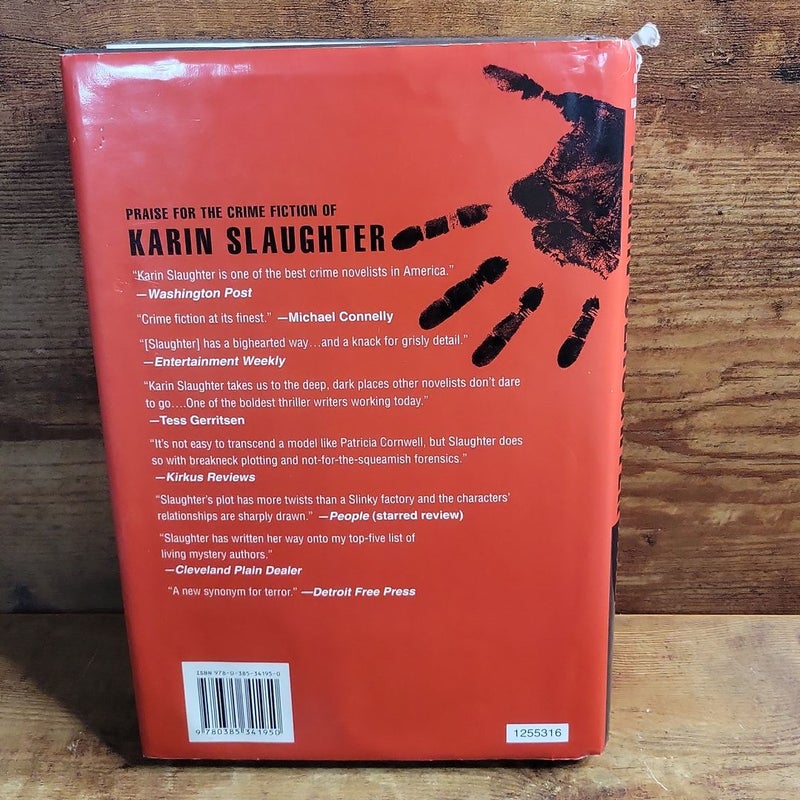 PRAISE FOR THE CRIME FICTION OF
KARIN SLAUGHTER
“Karin Slaughter is one of the best crime novelists in America.”
—Washington Post
“Crime fiction at its finest.” —Michael Connelly
“[Slaughter] has a bighearted way...and a knack for grisly detail.”
—Entertainment Weekly
“Karin Slaughter takes us to the deep, dark places other novelists don’t dare
to go....One of the boldest thriller writers working today.”
—Tess Gerritsen
“It’s not easy to transcend a model like Patricia Cornwell, but Slaughter does
so with breakneck plotting and not-for-the-squeamish forensics.”
—Kirkus Reviews
“Slaughter’s plot has more twists than a Slinky factory and the characters’
relationships are sharply drawn.” —People (starred review)
“Slaughter has written her way onto my top-five list of
living mystery authors.”
—Cleveland Plain Dealer
“A new synonym for terror.” —Detroit Free Press
ISBN 978-0-385-34195-0
9 780385 341950
1255316